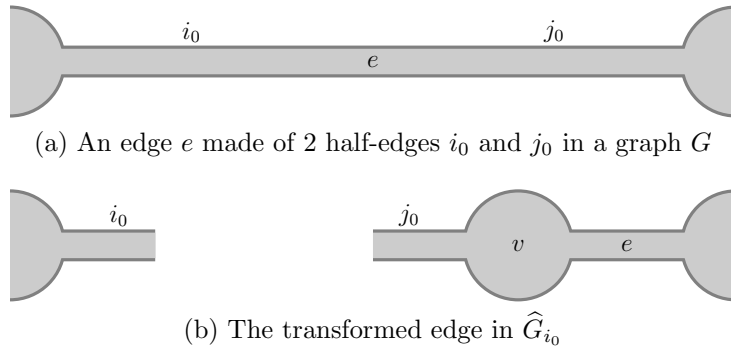 i₀ j₀
e
(a) An edge e made of 2 half-edges i₀ and j₀ in a graph G
i₀ j₀
v e
(b) The transformed edge in Ĝᵢ₀